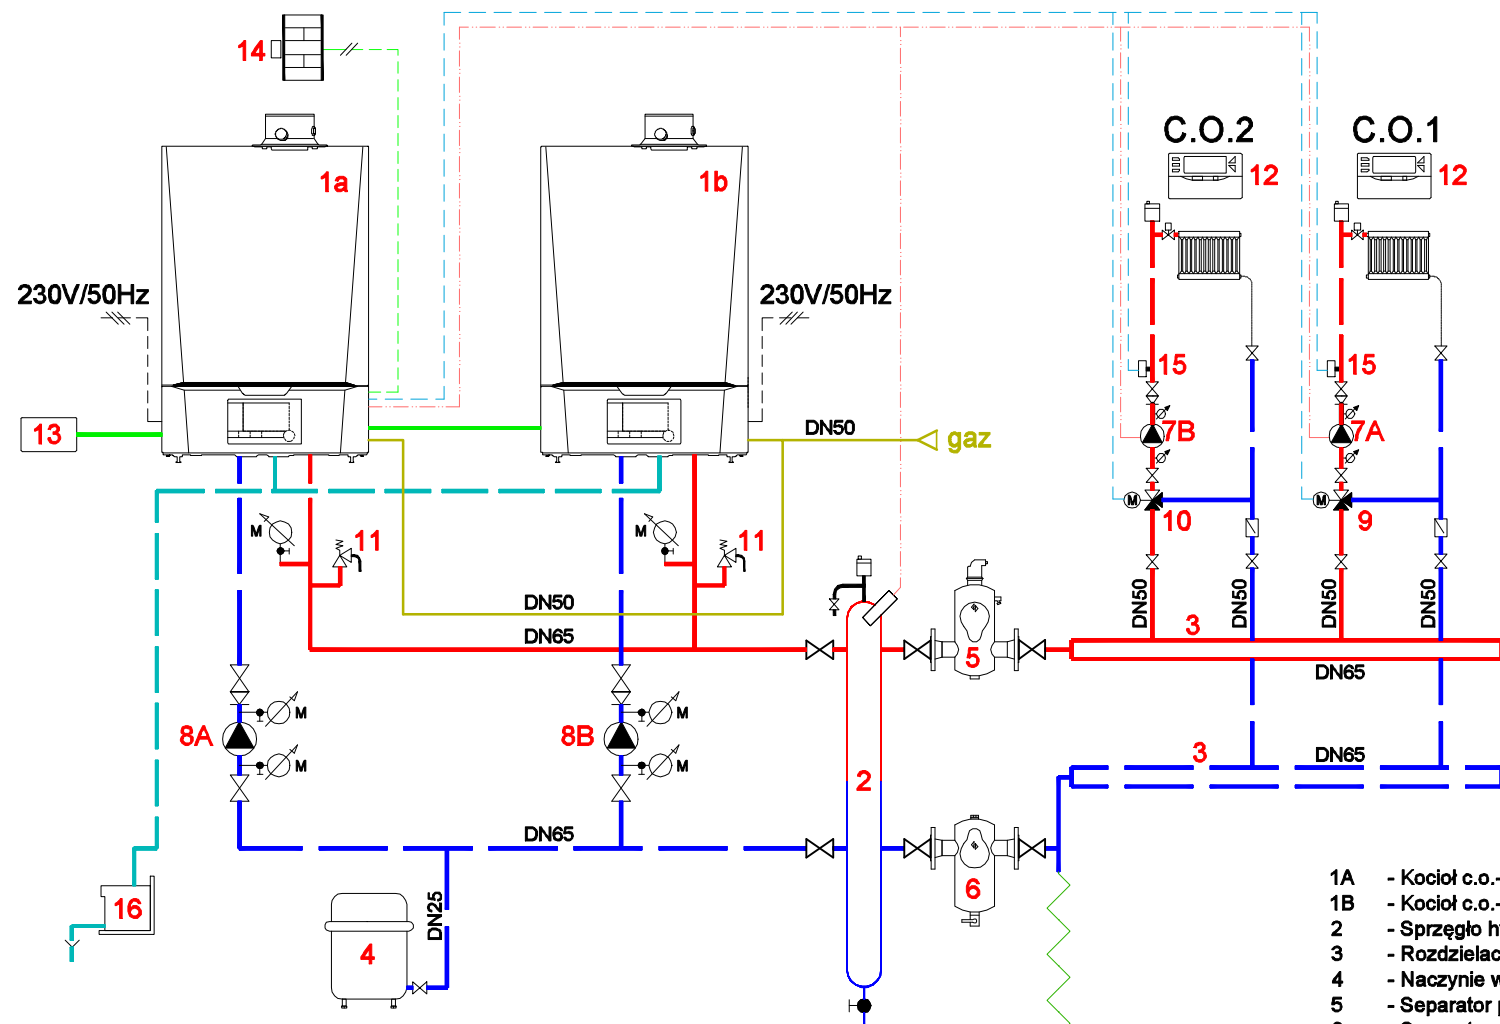 14
C.O.2
C.O.1
1a
1b
12
12
230V/50Hz
230V/50Hz
15
15
13
DN50
gaz
7B
7A
M
M
10
9
M
11
M
11
DN50
DN65
DN50
DN50
DN50
DN50
3
5
DN65
M
M
8A
8B
M
M
3
DN65
2
DN65
6
16
4
DN25
1A - Kocioł c.o.-
1B - Kocioł c.o.-
2 - Sprzęgło
3
4 - Naczynie
5 - Separator